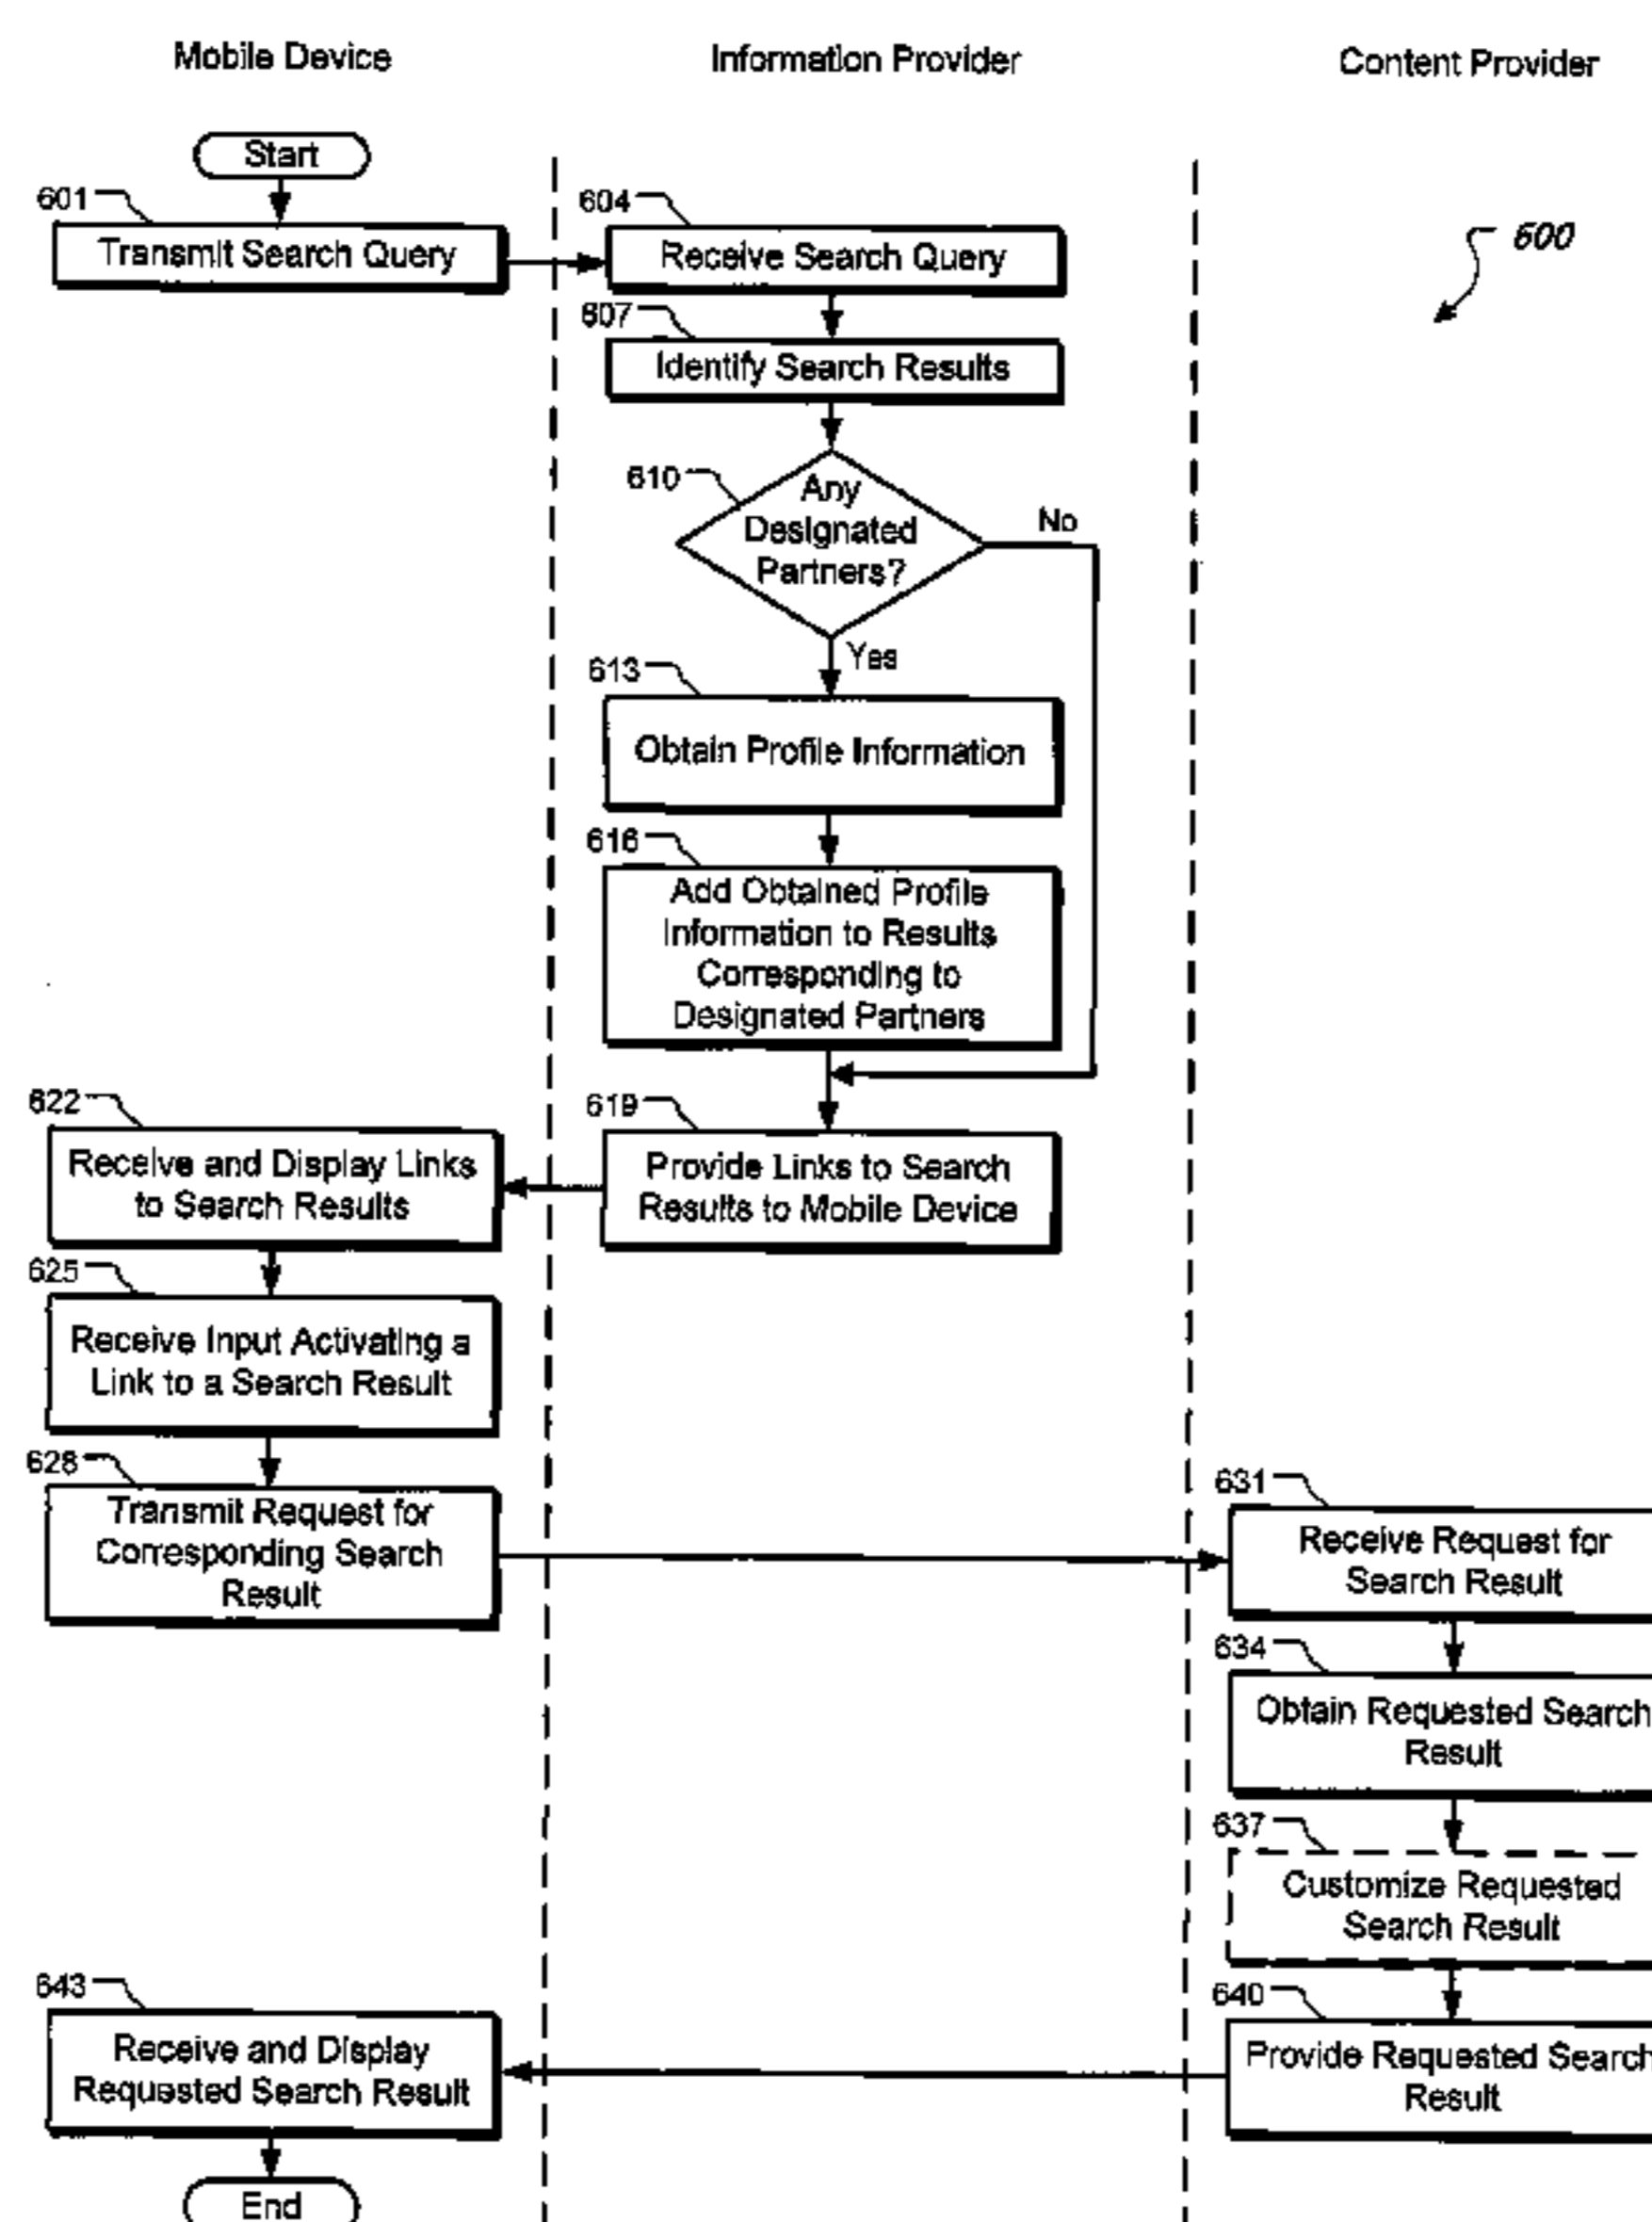 Mobile Device
Information Provider
Content Provider
Start
601
Transmit Search Query
604
Receive Search Query
600
607
Identify Search Results
610
Any
Designated
Partners?
No
Yes
613
Obtain Profile Information
616
Add Obtained Profile
Information to Results
Corresponding to
Designated Partners
619
Provide Links to Search
Results to Mobile Device
622
Receive and Display Links
to Search Results
625
Receive Input Activating a
Link to a Search Result
628
Transmit Request for
Corresponding Search
Result
631
Receive Request for
Search Result
634
Obtain Requested Search
Result
637
Customize Requested
Search Result
640
Provide Requested Search
Result
643
Receive and Display
Requested Search Result
End